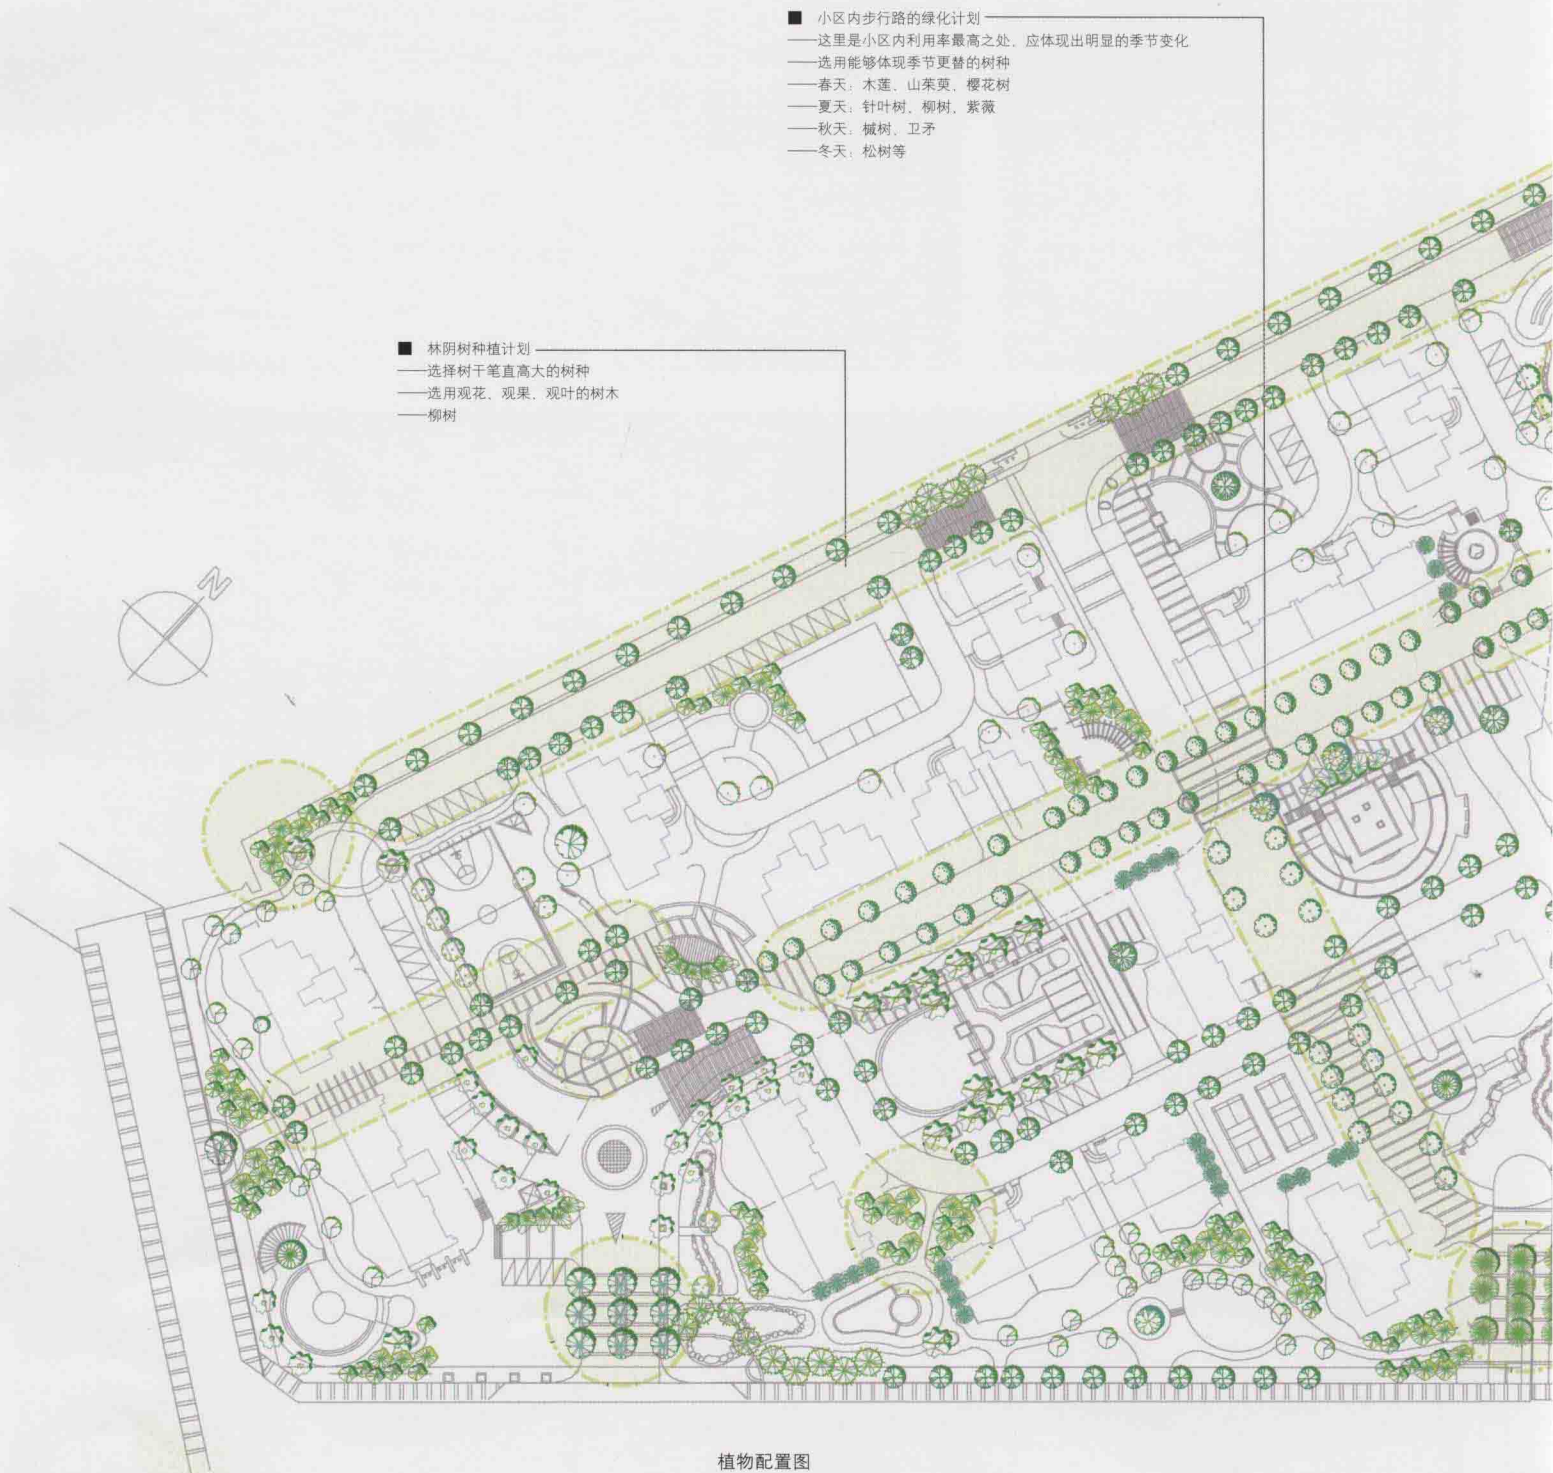 ■ 小区内步行路的绿化计划
——这里是小区内利用率最高之处，应体现出明显的季节变化
——选用能够体现季节更替的树种
——春天：木莲、山茱萸、樱花树
——夏天：针叶树、柳树、紫薇
——秋天：槭树、卫矛
——冬天：松树等
■ 林阴树种植计划
——选择树干笔直高大的树种
——选用观花、观果、观叶的树木
——柳树
N
植物配置图